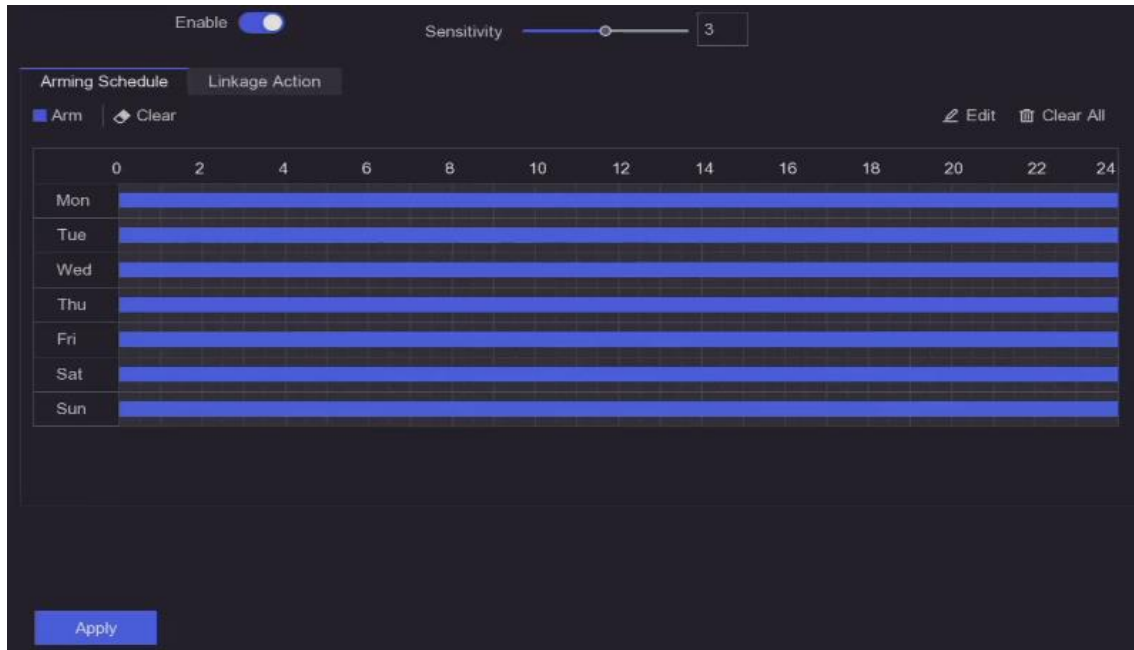 Enable Sensitivity 3
Arming Schedule Linkage Action
Arm Clear Edit Clear All
0 2 4 6 8 10 12 14 16 18 20 22 24
Mon
Tue
Wed
Thu
Fri
Sat
Sun
Apply